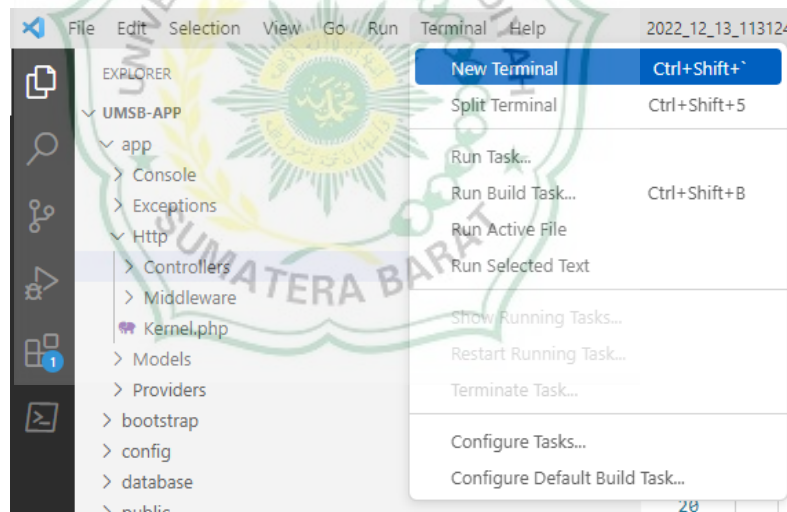 File Edit Selection View Go Run Terminal Help 2022_12_13_113124
EXPLORER
UMSB-APP
app
Console
Exceptions
Http
Controllers
Middleware
Kernel.php
Models
Providers
bootstrap
config
database
public
New Terminal Ctrl+Shift+`
Split Terminal Ctrl+Shift+5
Run Task...
Run Build Task... Ctrl+Shift+B
Run Active File
Run Selected Text
Show Running Tasks...
Restart Running Task...
Terminate Task...
Configure Tasks...
Configure Default Build Task...
20
1
SUMATERA BARAT